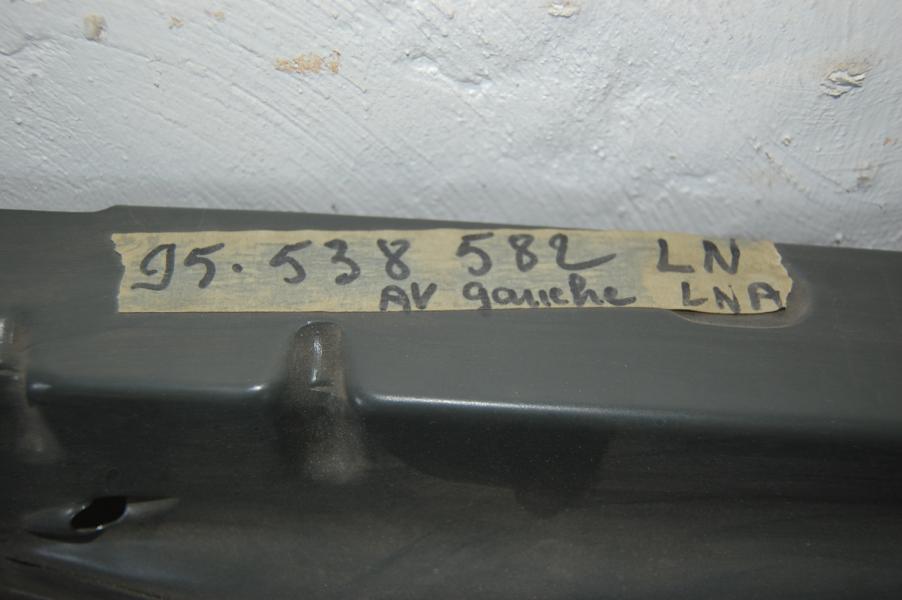 95. 538 582 LN
AV gauche LNA